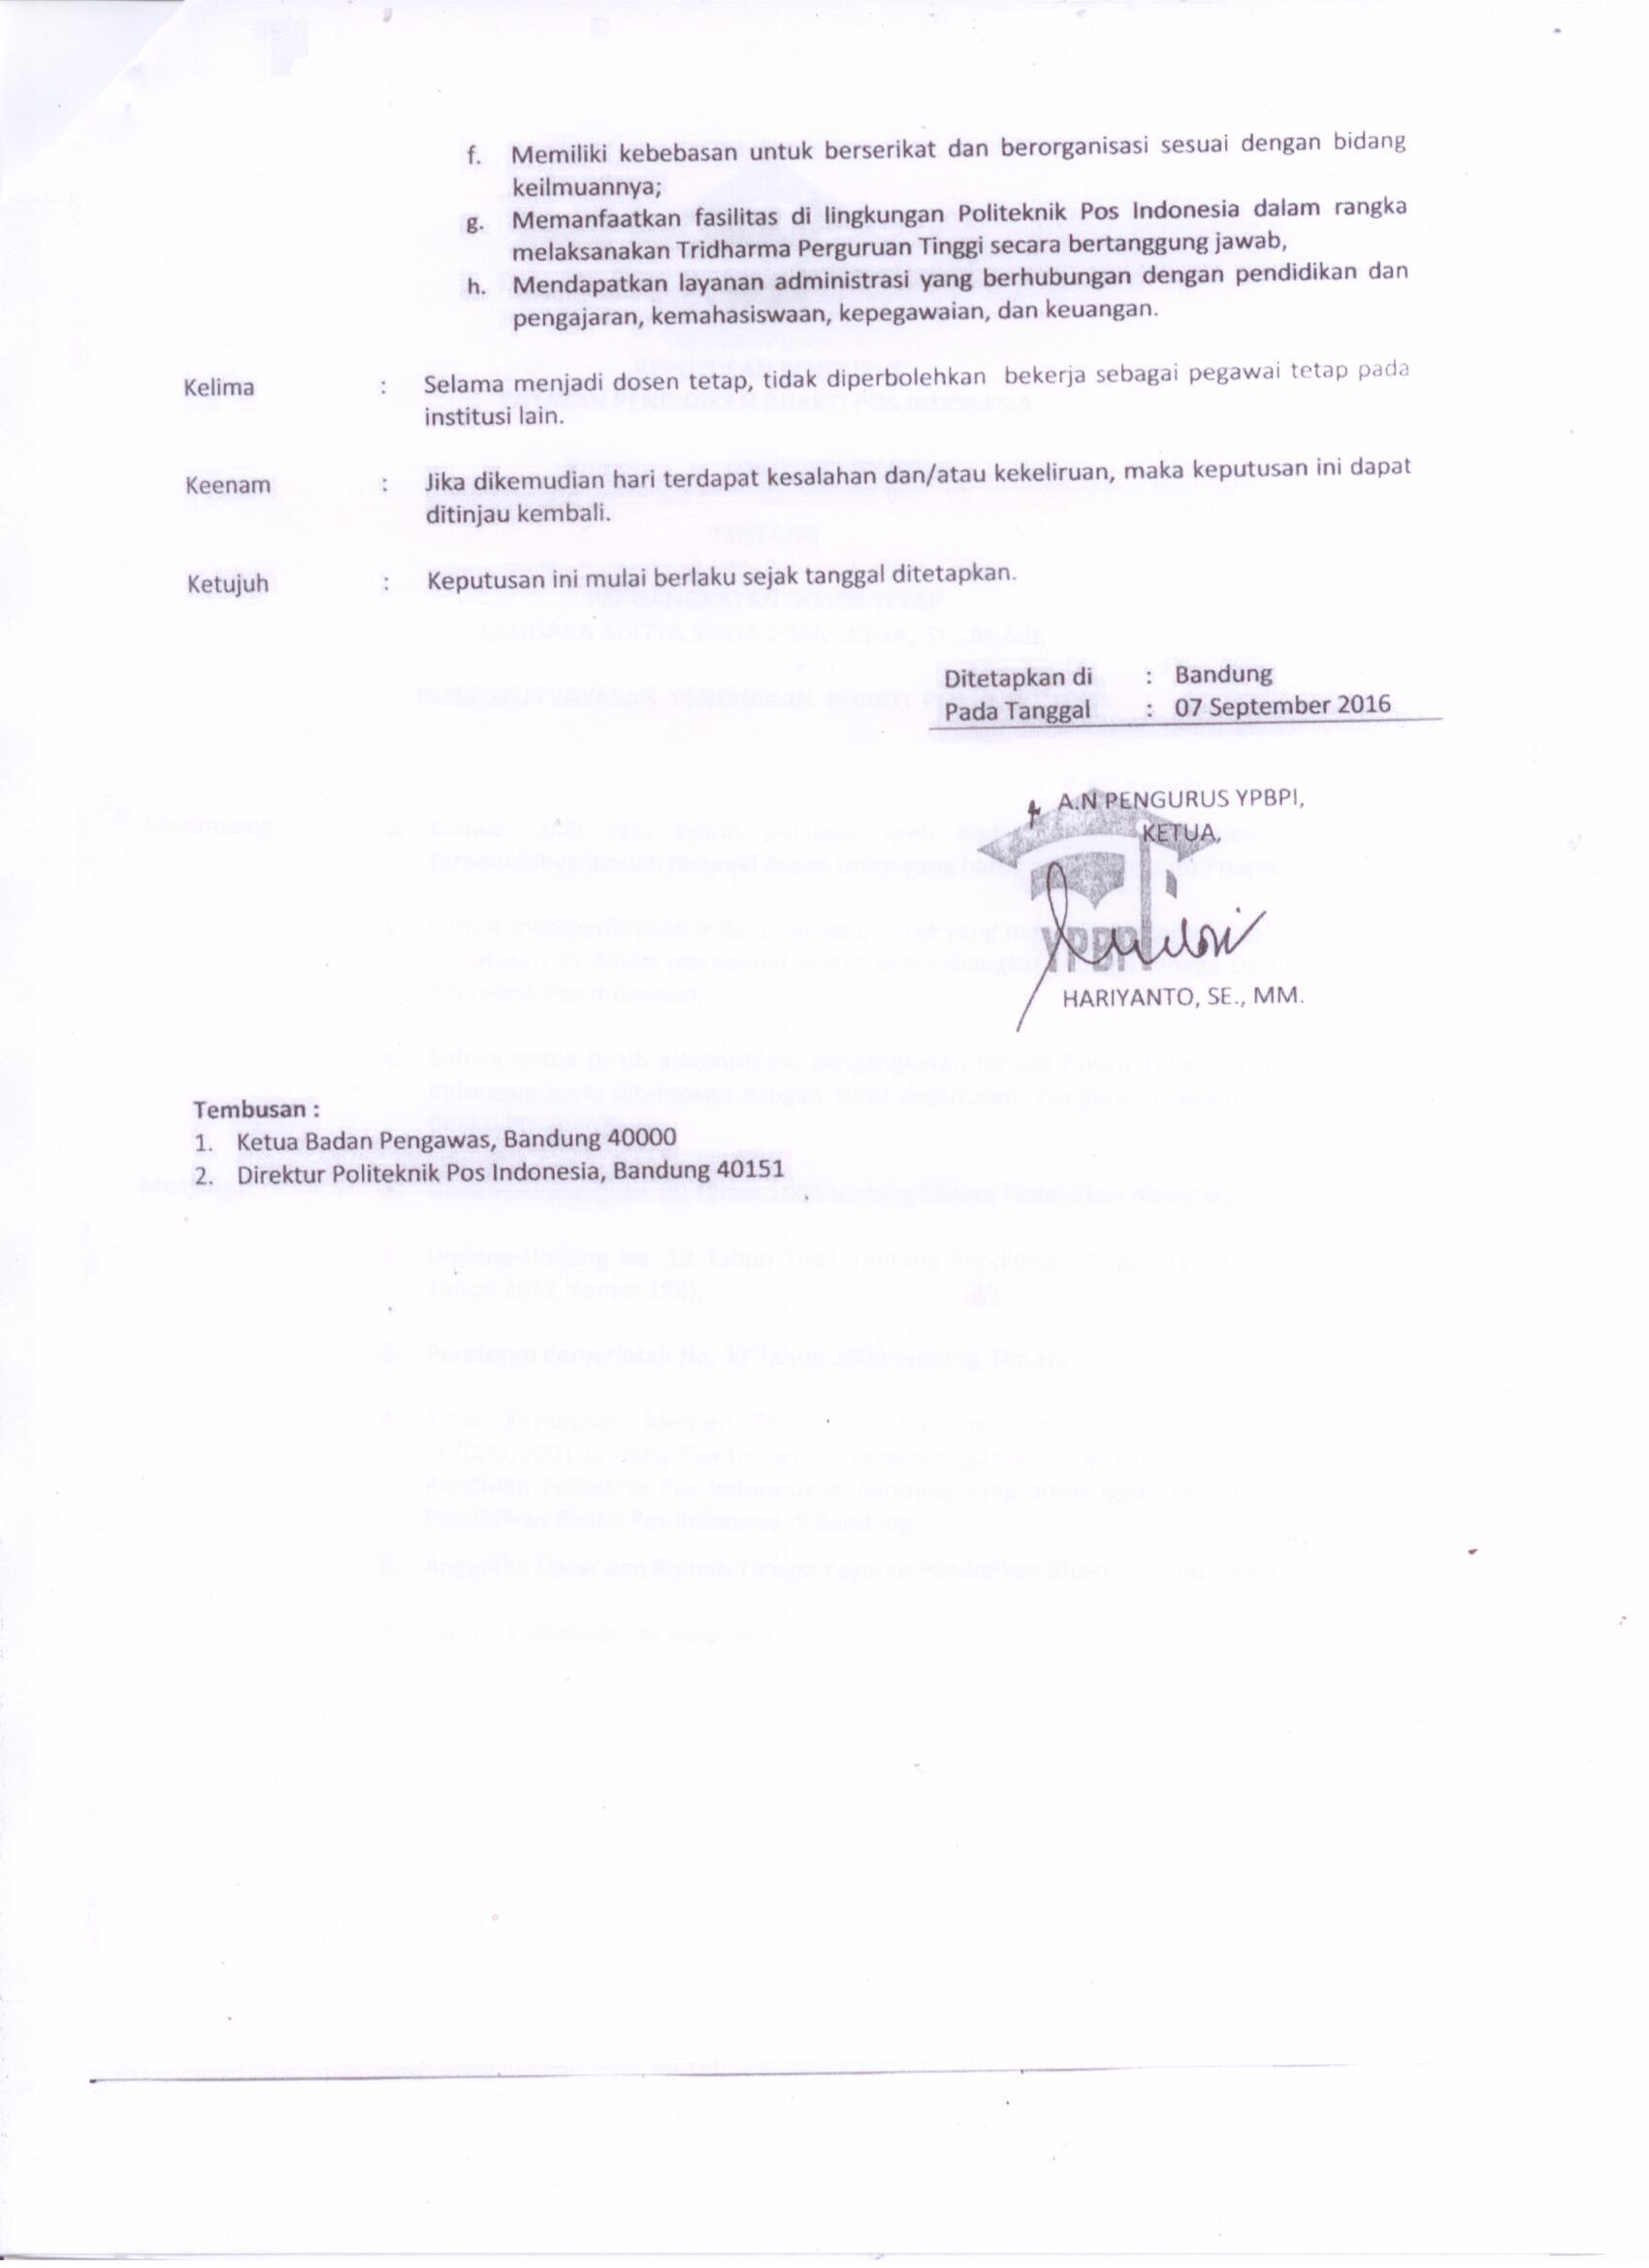 f. Memiliki kebebasan untuk berserikat dan berorganisasi sesuai dengan bidang
keilmuannya;
g. Memanfaatkan fasilitas di lingkungan Politeknik Pos Indonesia dalam rangka
melaksanakan Tridharma Perguruan Tinggi secara bertanggung jawab,
h. Mendapatkan layanan administrasi yang berhubungan dengan pendidikan dan
pengajaran, kemahasiswaan, kepegawaian, dan keuangan.
Kelima : Selama menjadi dosen tetap, tidak diperbolehkan bekerja sebagai pegawai tetap pada
institusi lain.
Keenam : Jika dikemudian hari terdapat kesalahan dan/atau kekeliruan, maka keputusan ini dapat
ditinjau kembali.
Ketujuh : Keputusan ini mulai berlaku sejak tanggal ditetapkan.
Ditetapkan di : Bandung
Pada Tanggal : 07 September 2016
A.N PENGURUS YPBPI,
KETUA,
YPBPI
HARIYANTO, SE., MM.
Tembusan :
1. Ketua Badan Pengawas, Bandung 40000
2. Direktur Politeknik Pos Indonesia, Bandung 40151